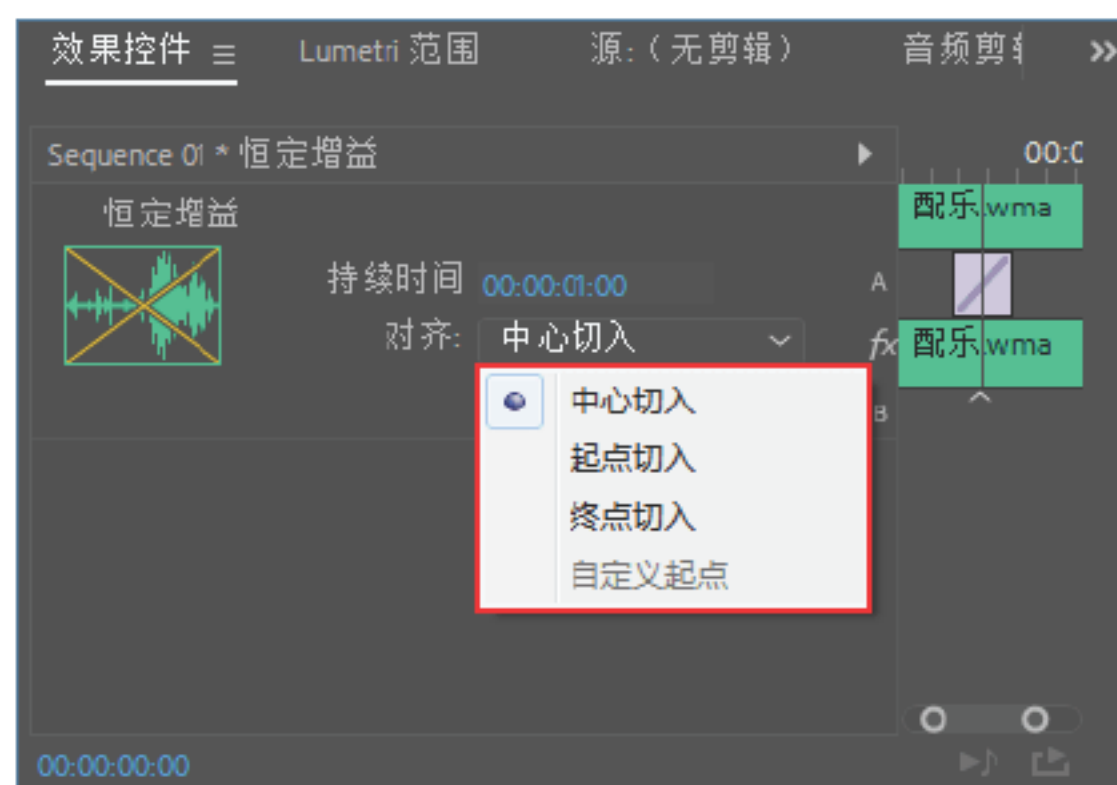 效果控件 Lumetri 范围 源:（无剪辑） 音频剪 »
Sequence 01 * 恒定增益 00:0
恒定增益 配乐.wma
持续时间 00:00:01:00 A
对齐: 中心切入 fx 配乐.wma
中心切入 B
起点切入
终点切入
自定义起点
00:00:00:00